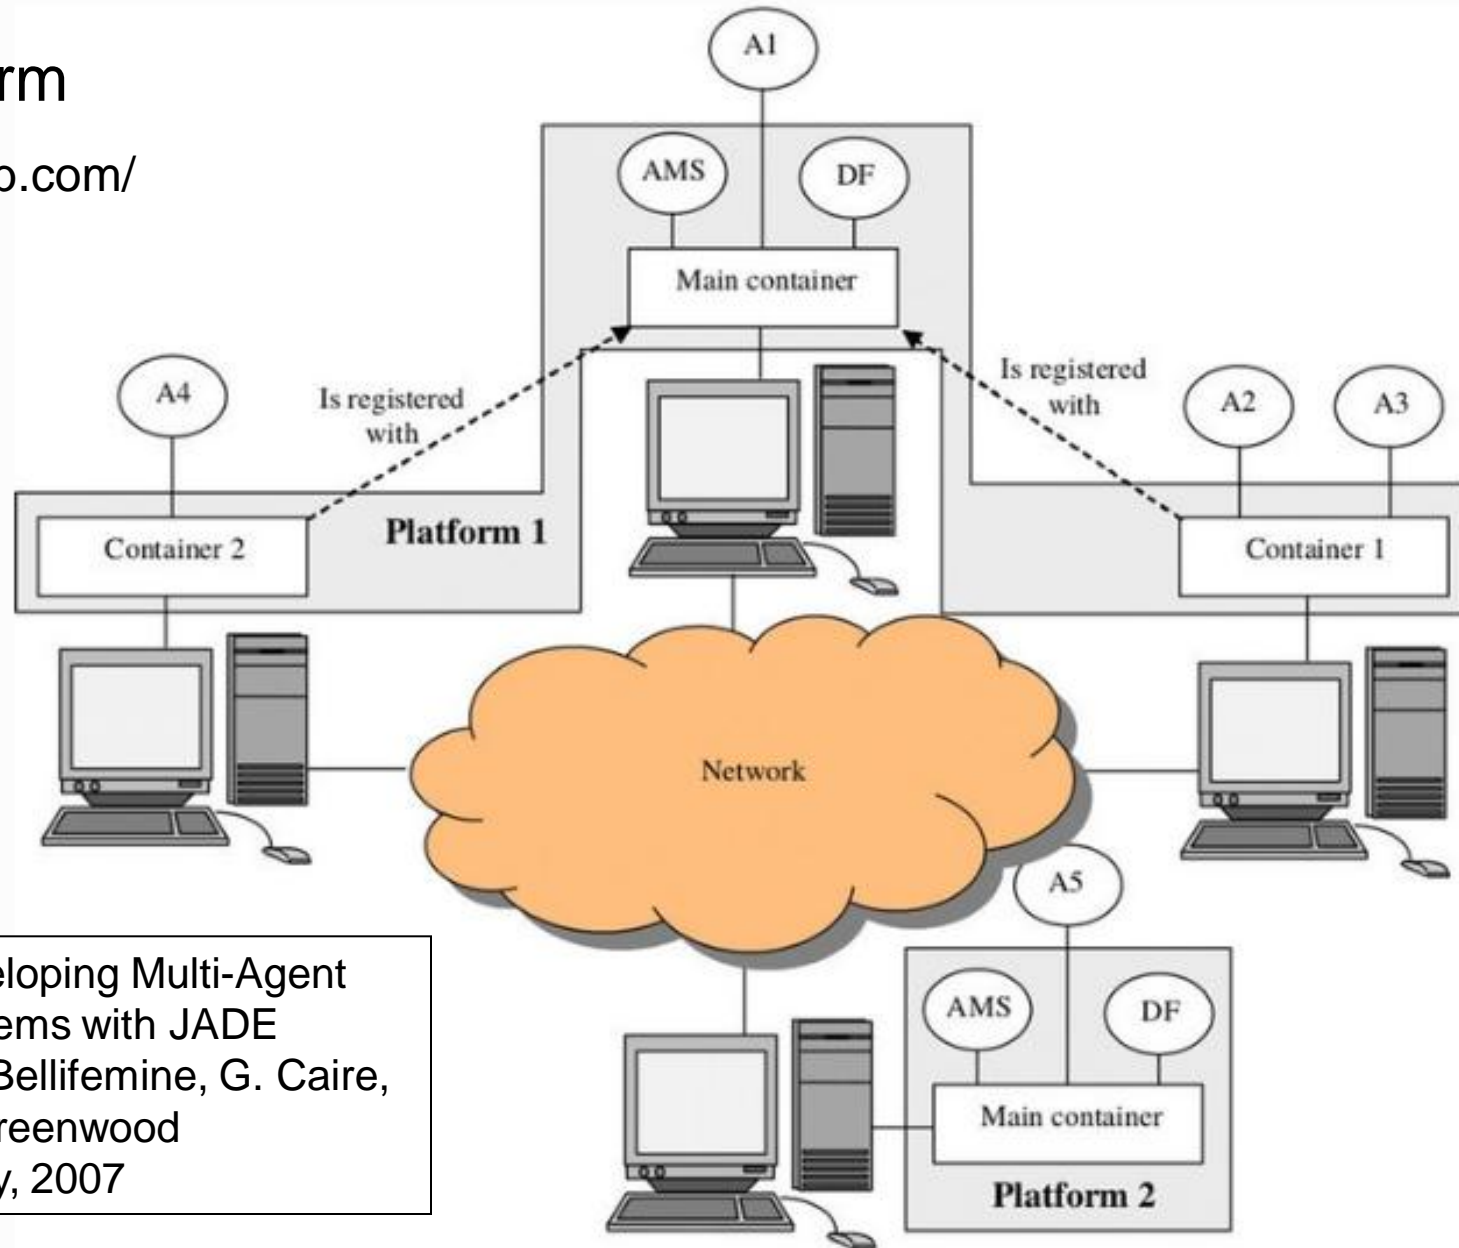 A1
rm
o.com/
AMS
DF
Main container
A4
Is registered
with
Is registered
with
A2
A3
Container 2
Platform 1
Container 1
Network
A5
eloping Multi-Agent
ems with JADE
Bellifemine, G. Caire,
reenwood
y, 2007
AMS
DF
Main container
Platform 2